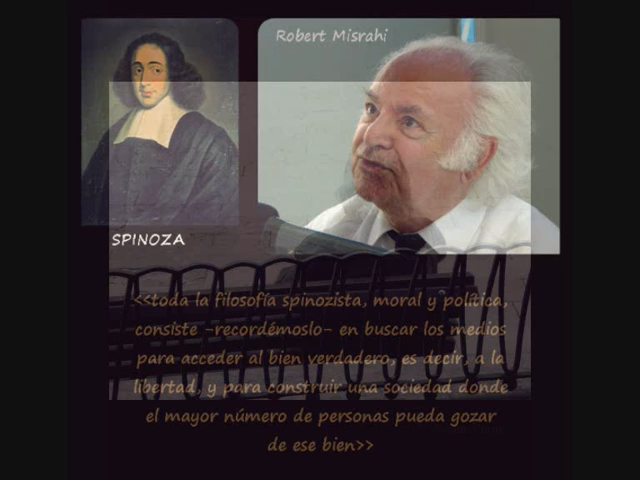 Robert Misrahi
SPINOZA
<<toda la filosofía spinozista, moral y política,
consiste -recordémoslo- en buscar los medios
para acceder al bien verdadero, es decir, a la
libertad, y para construir una sociedad donde
el mayor número de personas pueda gozar
de ese bien>>